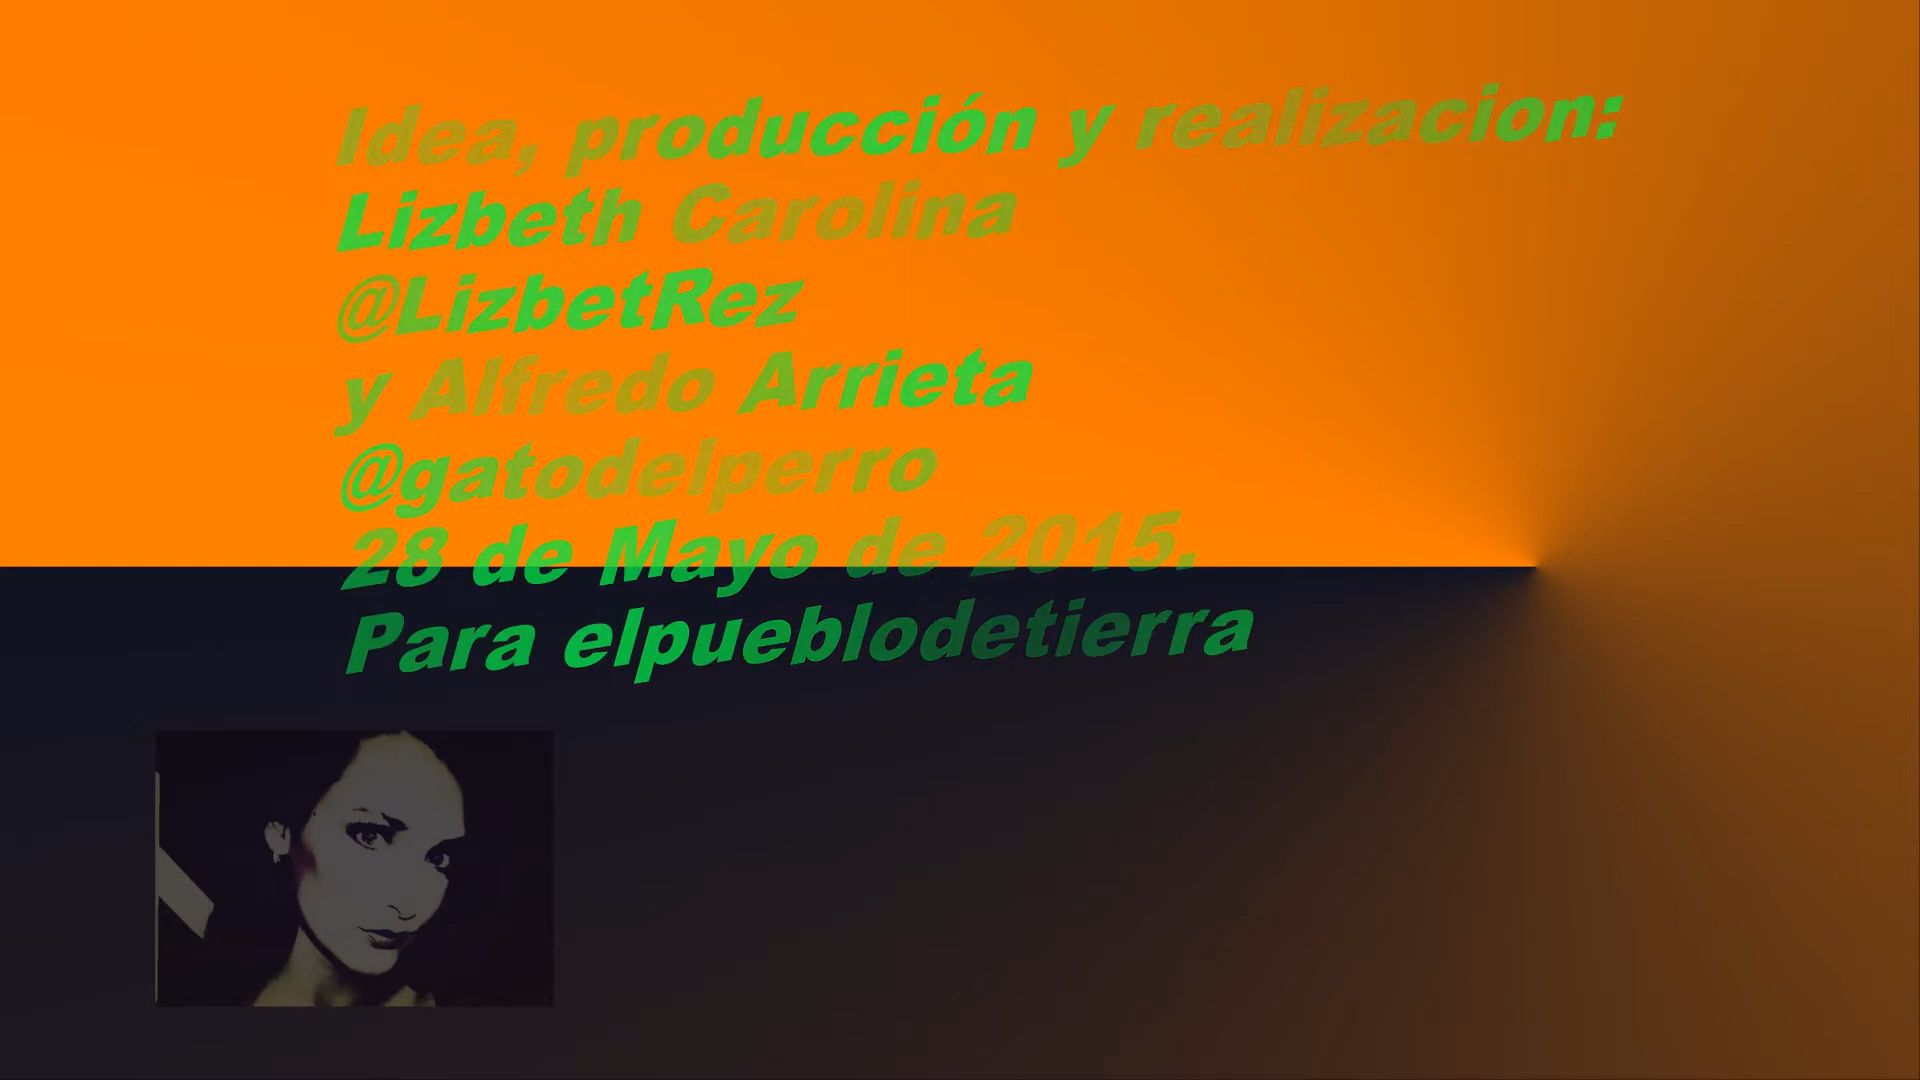 Idea, producción y realizacion:
Lizbeth Carolina
@LizbetRez
y Alfredo Arrieta
@gatodelperro
28 de Mayo de 2015.
Para elpueblodetierra